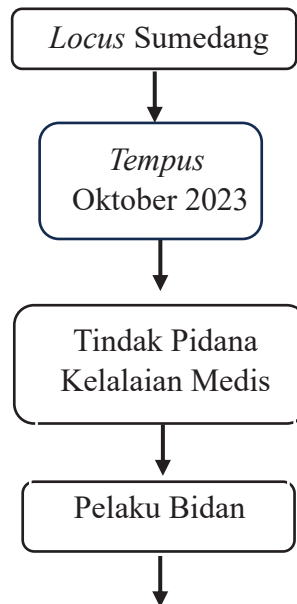 Locus Sumedang
Tempus
Oktober 2023
Tindak Pidana
Kelalaian Medis
Pelaku Bidan